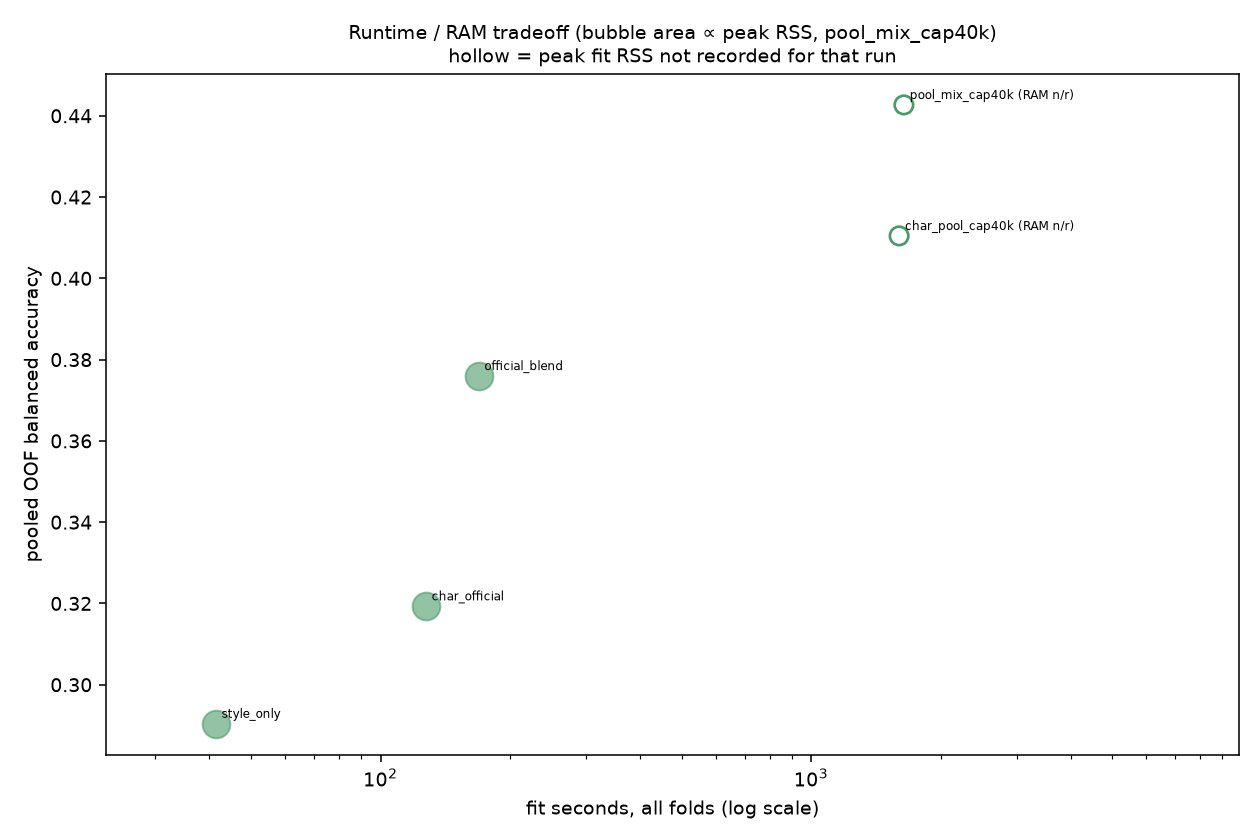 Runtime / RAM tradeoff (bubble area ∝ peak RSS, pool_mix_cap40k)
hollow = peak fit RSS not recorded for that run
pooled OOF balanced accuracy
0.44
0.42
0.40
0.38
0.36
0.34
0.32
0.30
pool_mix_cap40k (RAM n/r)
char_pool_cap40k (RAM n/r)
official_blend
char_official
style_only
10²
10³
fit seconds, all folds (log scale)